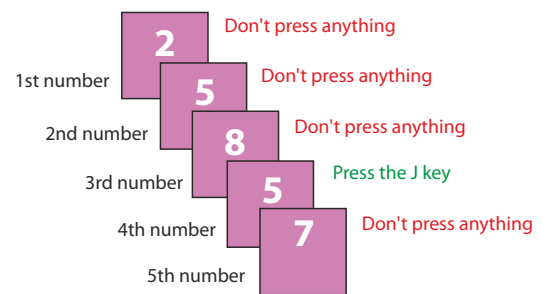 2
Don't press anything
1st number
5
Don't press anything
2nd number
8
Don't press anything
3rd number
5
Press the J key
4th number
7
Don't press anything
5th number